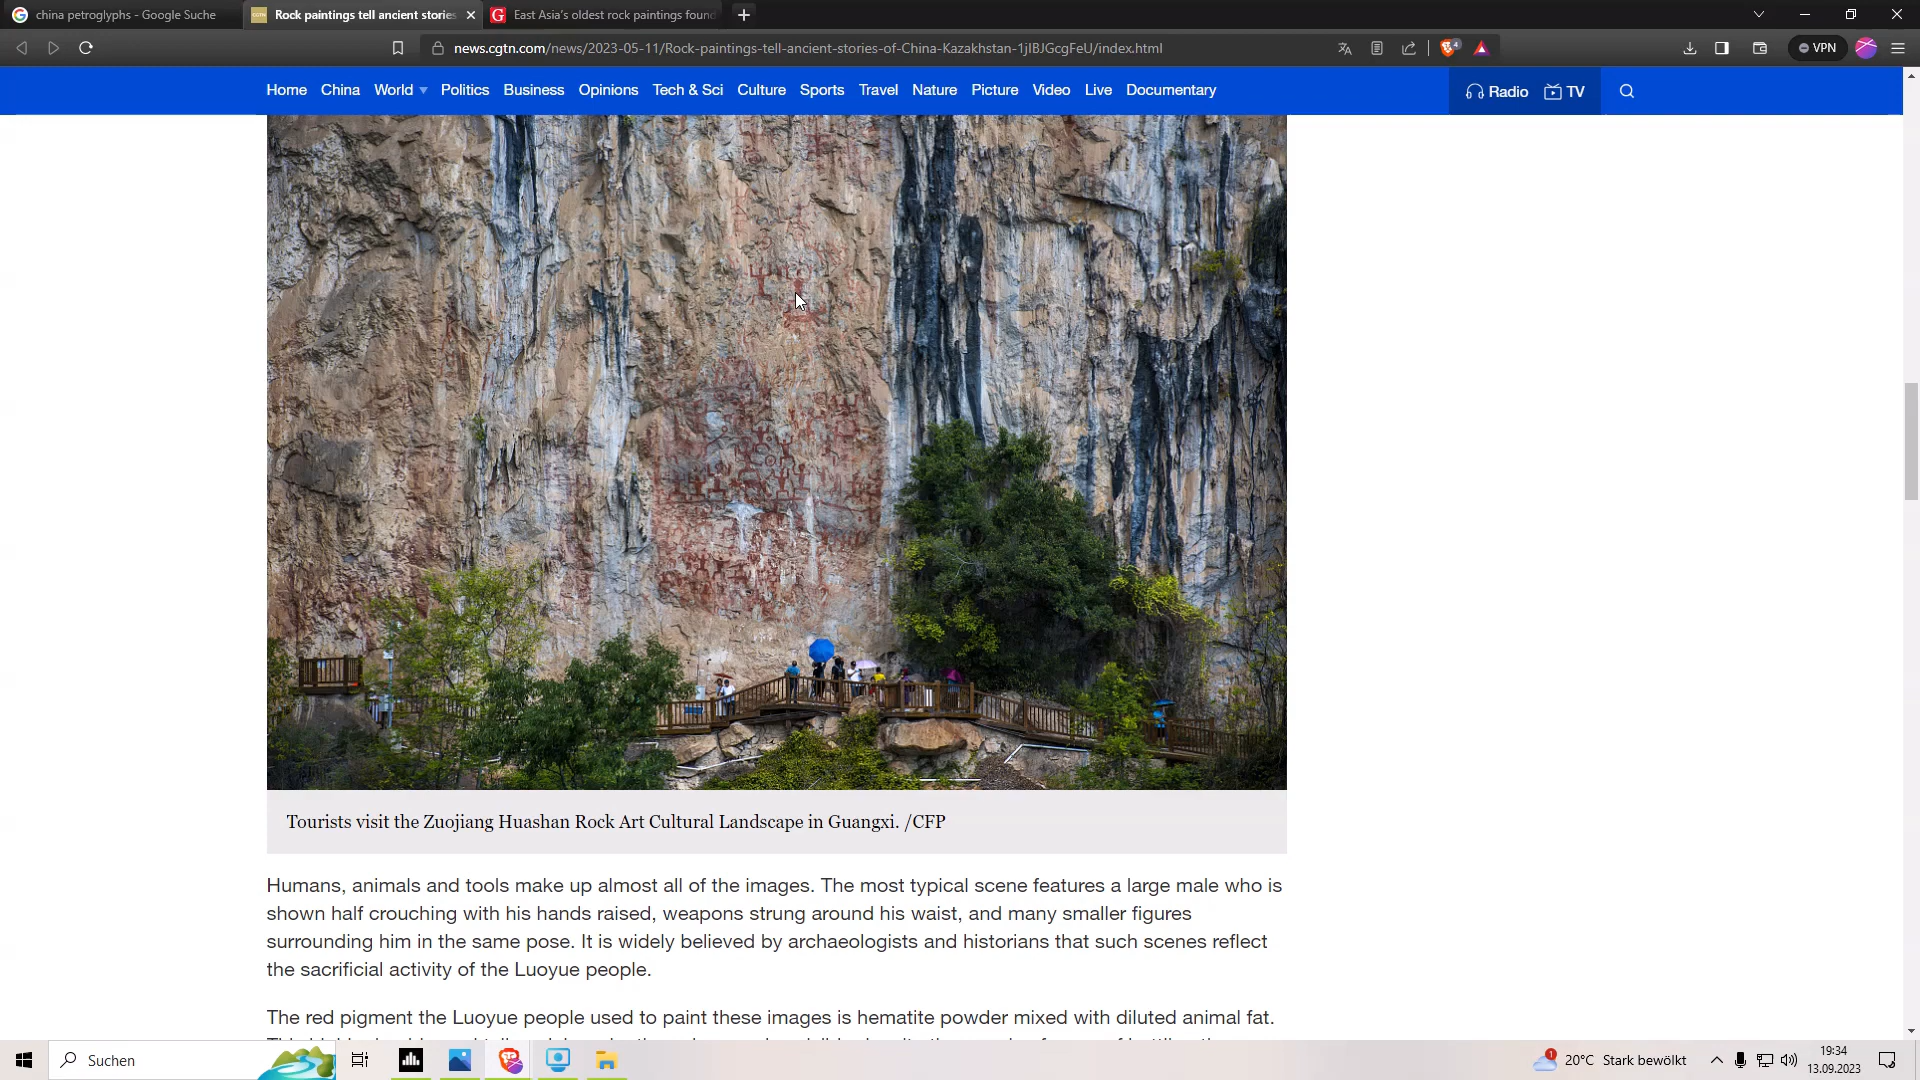 china petroglyphs - Google Suche
Rock paintings tell ancient stories
East Asia's oldest rock paintings found
news.cgtn.com/news/2023-05-11/Rock-paintings-tell-ancient-stories-of-China-Kazakhstan-1jIBJGcgFeU/index.html
4
VPN
Home China World Politics Business Opinions Tech & Sci Culture Sports Travel Nature Picture Video Live Documentary Radio TV
Tourists visit the Zuojiang Huashan Rock Art Cultural Landscape in Guangxi. /CFP
Humans, animals and tools make up almost all of the images. The most typical scene features a large male who is
shown half crouching with his hands raised, weapons strung around his waist, and many smaller figures
surrounding him in the same pose. It is widely believed by archaeologists and historians that such scenes reflect
the sacrificial activity of the Luoyue people.
The red pigment the Luoyue people used to paint these images is hematite powder mixed with diluted animal fat.
Suchen
1
20°C Stark bewölkt
19:34
13.09.2023